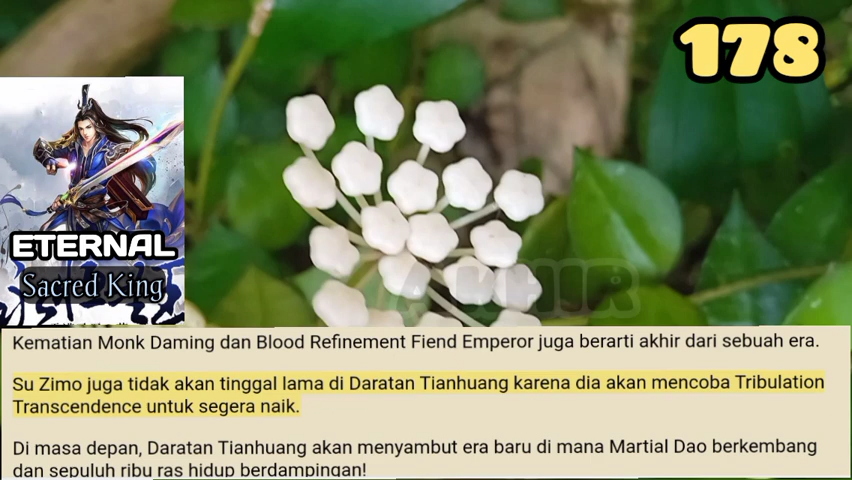 178
ETERNAL
Sacred King
AKHIR
Kematian Monk Daming dan Blood Refinement Fiend Emperor juga berarti akhir dari sebuah era.
Su Zimo juga tidak akan tinggal lama di Daratan Tianhuang karena dia akan mencoba Tribulation
Transcendence untuk segera naik.
Di masa depan, Daratan Tianhuang akan menyambut era baru di mana Martial Dao berkembang
dan sepuluh ribu ras hidup berdampingan!